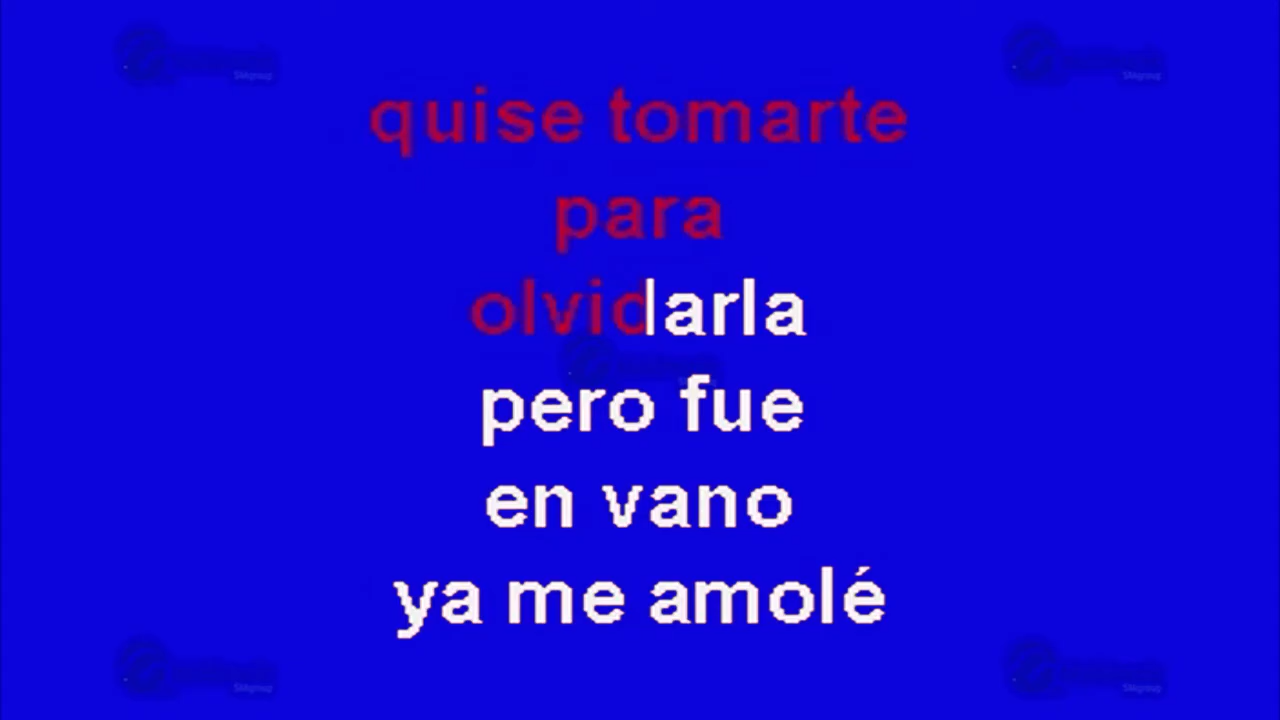 quise tomarte
para
olvidarla
pero fue
en vano
ya me amolé